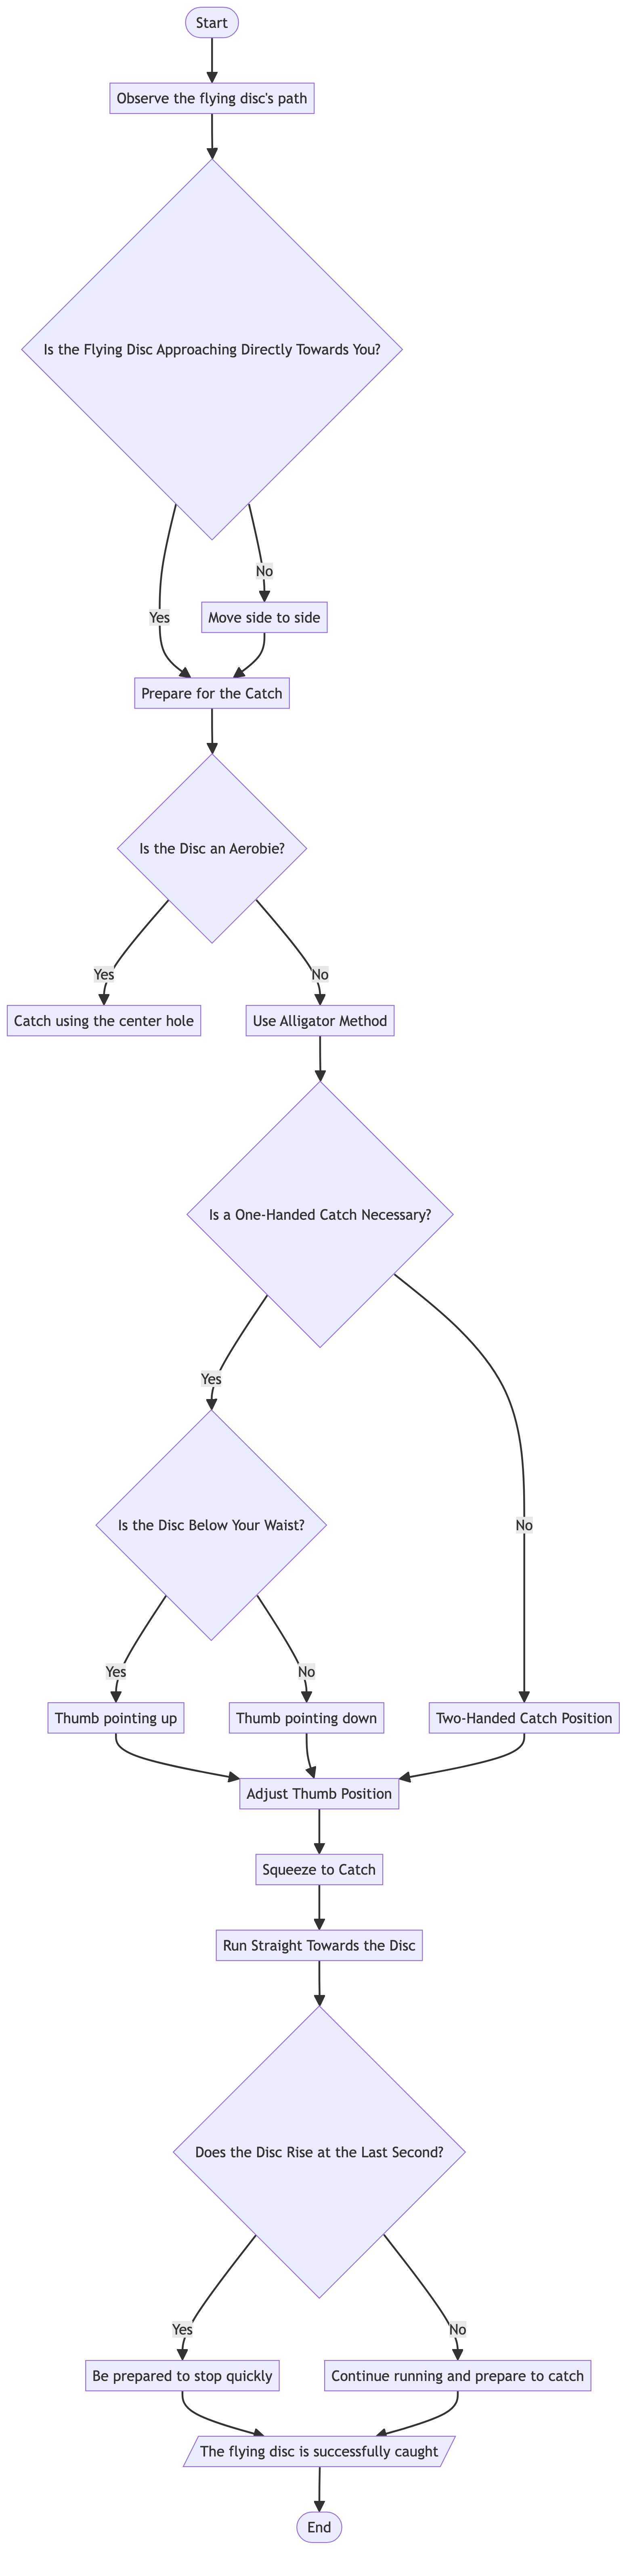 Start
Observe the flying disc's path
Is the Flying Disc Approaching Directly Towards You?
No
Yes
Move side to side
Prepare for the Catch
Is the Disc an Aerobie?
Yes
No
Catch using the center hole
Use Alligator Method
Is a One-Handed Catch Necessary?
Yes
Is the Disc Below Your Waist?
No
Yes
No
Thumb pointing up
Thumb pointing down
Two-Handed Catch Position
Adjust Thumb Position
Squeeze to Catch
Run Straight Towards the Disc
Does the Disc Rise at the Last Second?
Yes
No
Be prepared to stop quickly
Continue running and prepare to catch
The flying disc is successfully caught
End